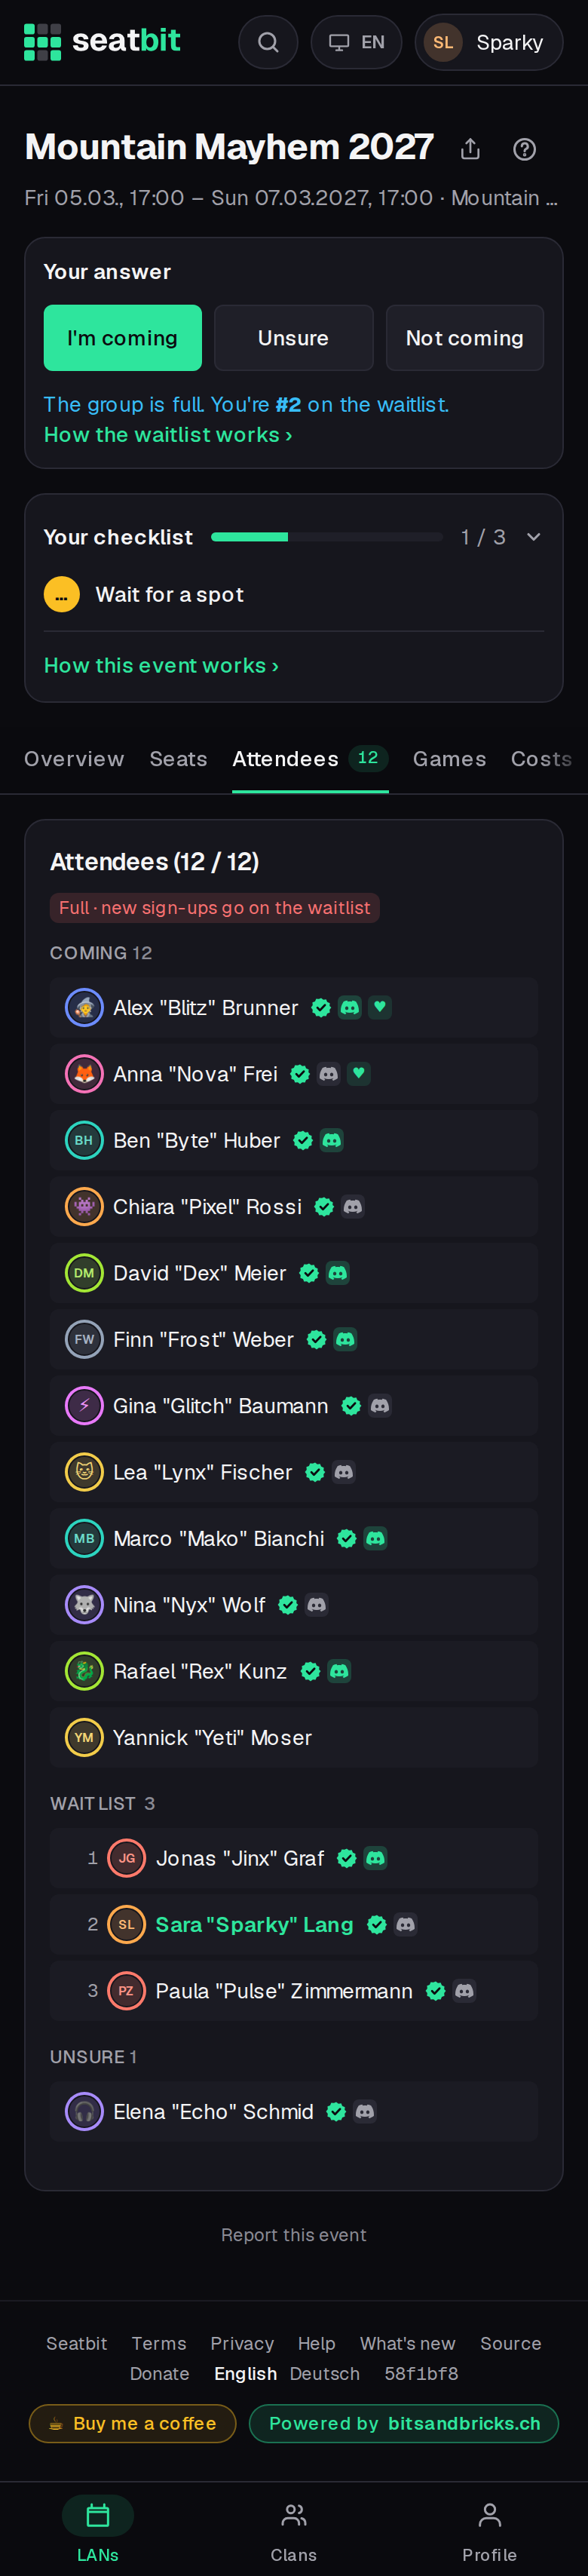 seatbit
EN
SL Sparky
Mountain Mayhem 2027
Fri 05.03., 17:00 – Sun 07.03.2027, 17:00 · Mountain ...
Your answer
I'm coming
Unsure
Not coming
The group is full. You're #2 on the waitlist.
How the waitlist works ›
Your checklist 1 / 3
... Wait for a spot
How this event works ›
Overview Seats Attendees 12 Games Costs
Attendees (12 / 12)
Full · new sign-ups go on the waitlist
COMING 12
Alex "Blitz" Brunner
Anna "Nova" Frei
BH Ben "Byte" Huber
Chiara "Pixel" Rossi
DM David "Dex" Meier
FW Finn "Frost" Weber
Gina "Glitch" Baumann
Lea "Lynx" Fischer
MB Marco "Mako" Bianchi
Nina "Nyx" Wolf
Rafael "Rex" Kunz
YM Yannick "Yeti" Moser
WAITLIST 3
1 JG Jonas "Jinx" Graf
2 SL Sara "Sparky" Lang
3 PZ Paula "Pulse" Zimmermann
UNSURE 1
Elena "Echo" Schmid
Report this event
Seatbit Terms Privacy Help What's new Source
Donate English Deutsch 58f1bf8
Buy me a coffee
Powered by bitsandbricks.ch
LANs Clans Profile